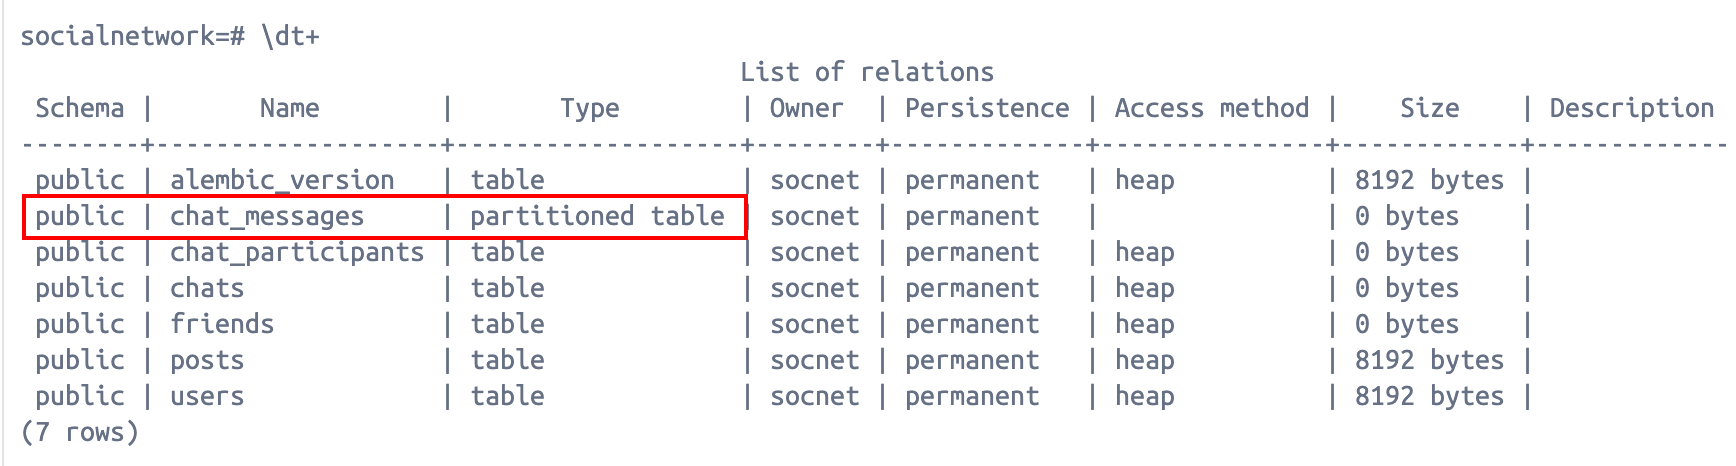 socialnetwork=# \dt+
                                                List of relations
 Schema |       Name        |       Type        | Owner  | Persistence | Access method |    Size    | Description
--------+-------------------+-------------------+--------+-------------+---------------+------------+-------------
 public | alembic_version   | table             | socnet | permanent   | heap          | 8192 bytes |
 public | chat_messages     | partitioned table | socnet | permanent   |               | 0 bytes    |
 public | chat_participants | table             | socnet | permanent   | heap          | 0 bytes    |
 public | chats             | table             | socnet | permanent   | heap          | 0 bytes    |
 public | friends           | table             | socnet | permanent   | heap          | 0 bytes    |
 public | posts             | table             | socnet | permanent   | heap          | 8192 bytes |
 public | users             | table             | socnet | permanent   | heap          | 8192 bytes |
(7 rows)